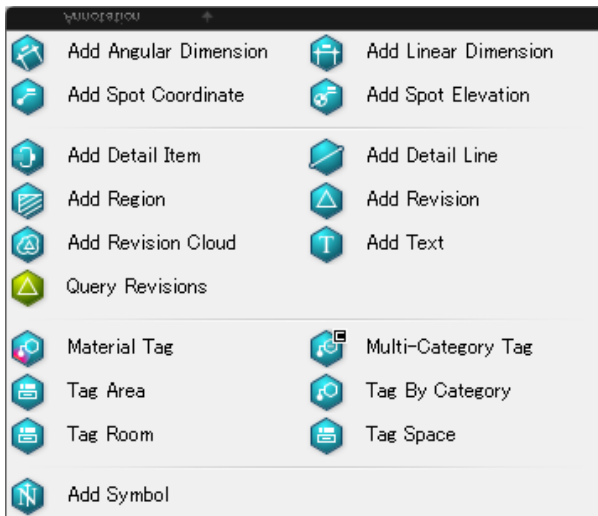 Annotation
Add Angular Dimension Add Linear Dimension
Add Spot Coordinate Add Spot Elevation
Add Detail Item Add Detail Line
Add Region Add Revision
Add Revision Cloud Add Text
Query Revisions
Material Tag Multi-Category Tag
Tag Area Tag By Category
Tag Room Tag Space
Add Symbol